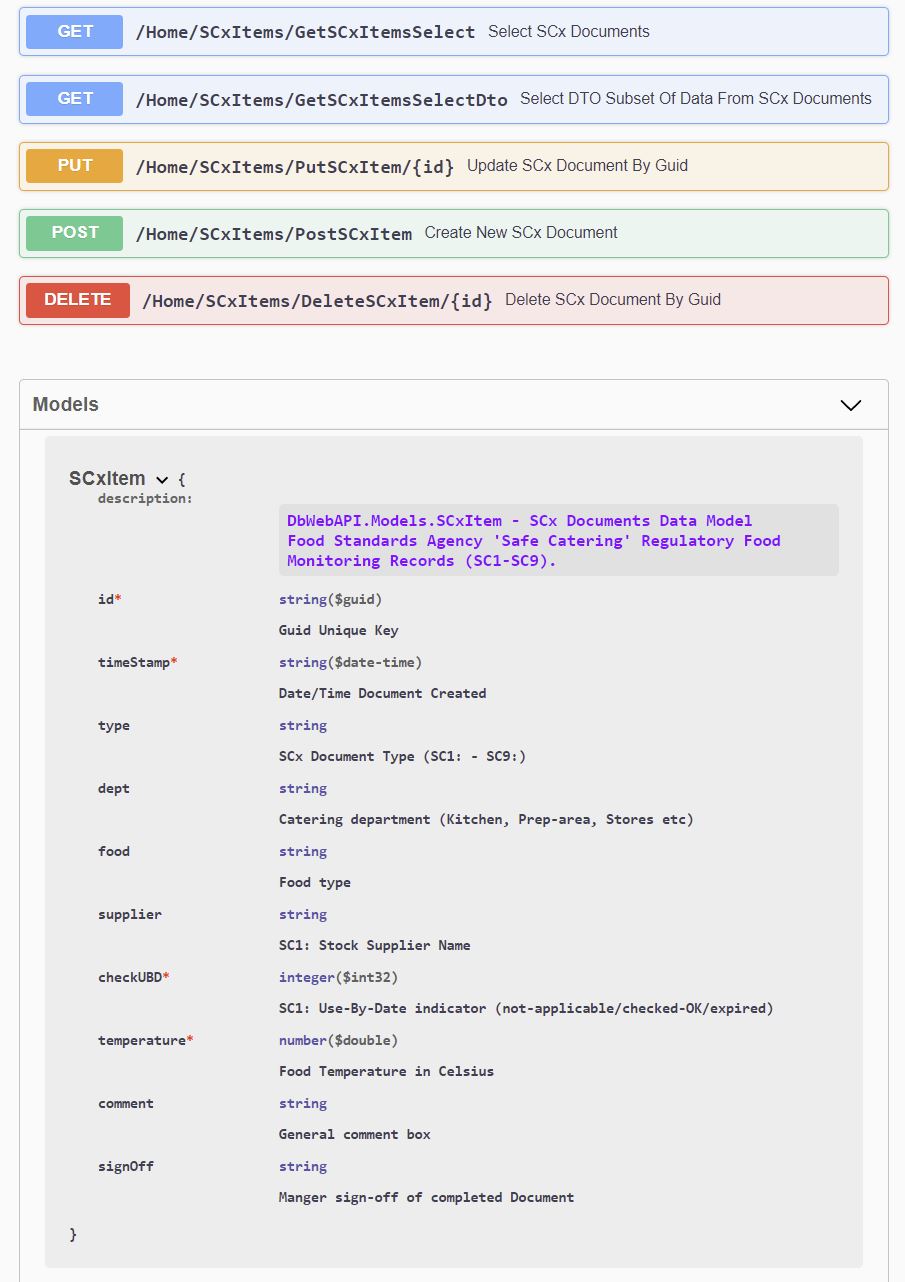 GET /Home/SCxItems/GetSCxItemsSelect Select SCx Documents
GET /Home/SCxItems/GetSCxItemsSelectDto Select DTO Subset Of Data From SCx Documents
PUT /Home/SCxItems/PutSCxItem/{id} Update SCx Document By Guid
POST /Home/SCxItems/PostSCxItem Create New SCx Document
DELETE /Home/SCxItems/DeleteSCxItem/{id} Delete SCx Document By Guid
Models
SCxItem {
description:
DbWebAPI.Models.SCxItem - SCx Documents Data Model
Food Standards Agency 'Safe Catering' Regulatory Food
Monitoring Records (SC1-SC9).
id* string($guid)
Guid Unique Key
timeStamp* string($date-time)
Date/Time Document Created
type string
SCx Document Type (SC1: - SC9:)
dept string
Catering department (Kitchen, Prep-area, Stores etc)
food string
Food type
supplier string
SC1: Stock Supplier Name
checkUBD* integer($int32)
SC1: Use-By-Date indicator (not-applicable/checked-OK/expired)
temperature* number($double)
Food Temperature in Celsius
comment string
General comment box
signOff string
Manger sign-off of completed Document
}